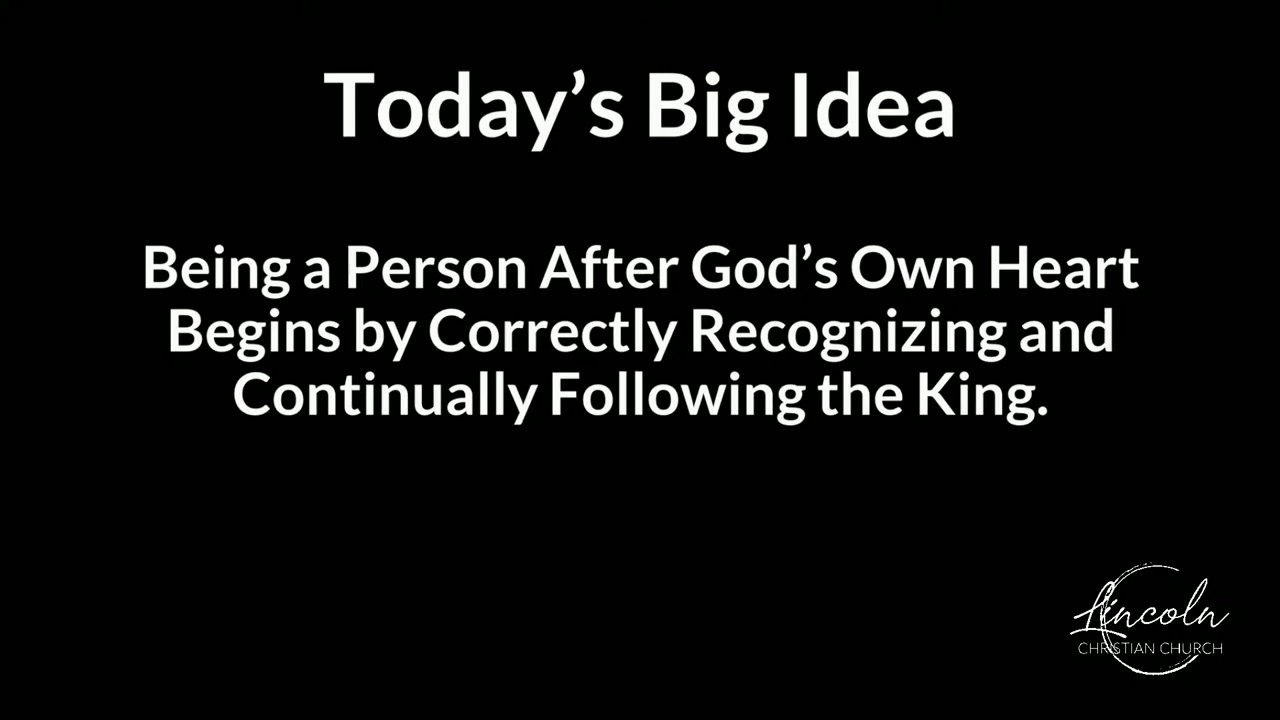 Today’s Big Idea
Being a Person After God’s Own Heart
Begins by Correctly Recognizing and
Continually Following the King.
Lincoln
CHRISTIAN CHURCH